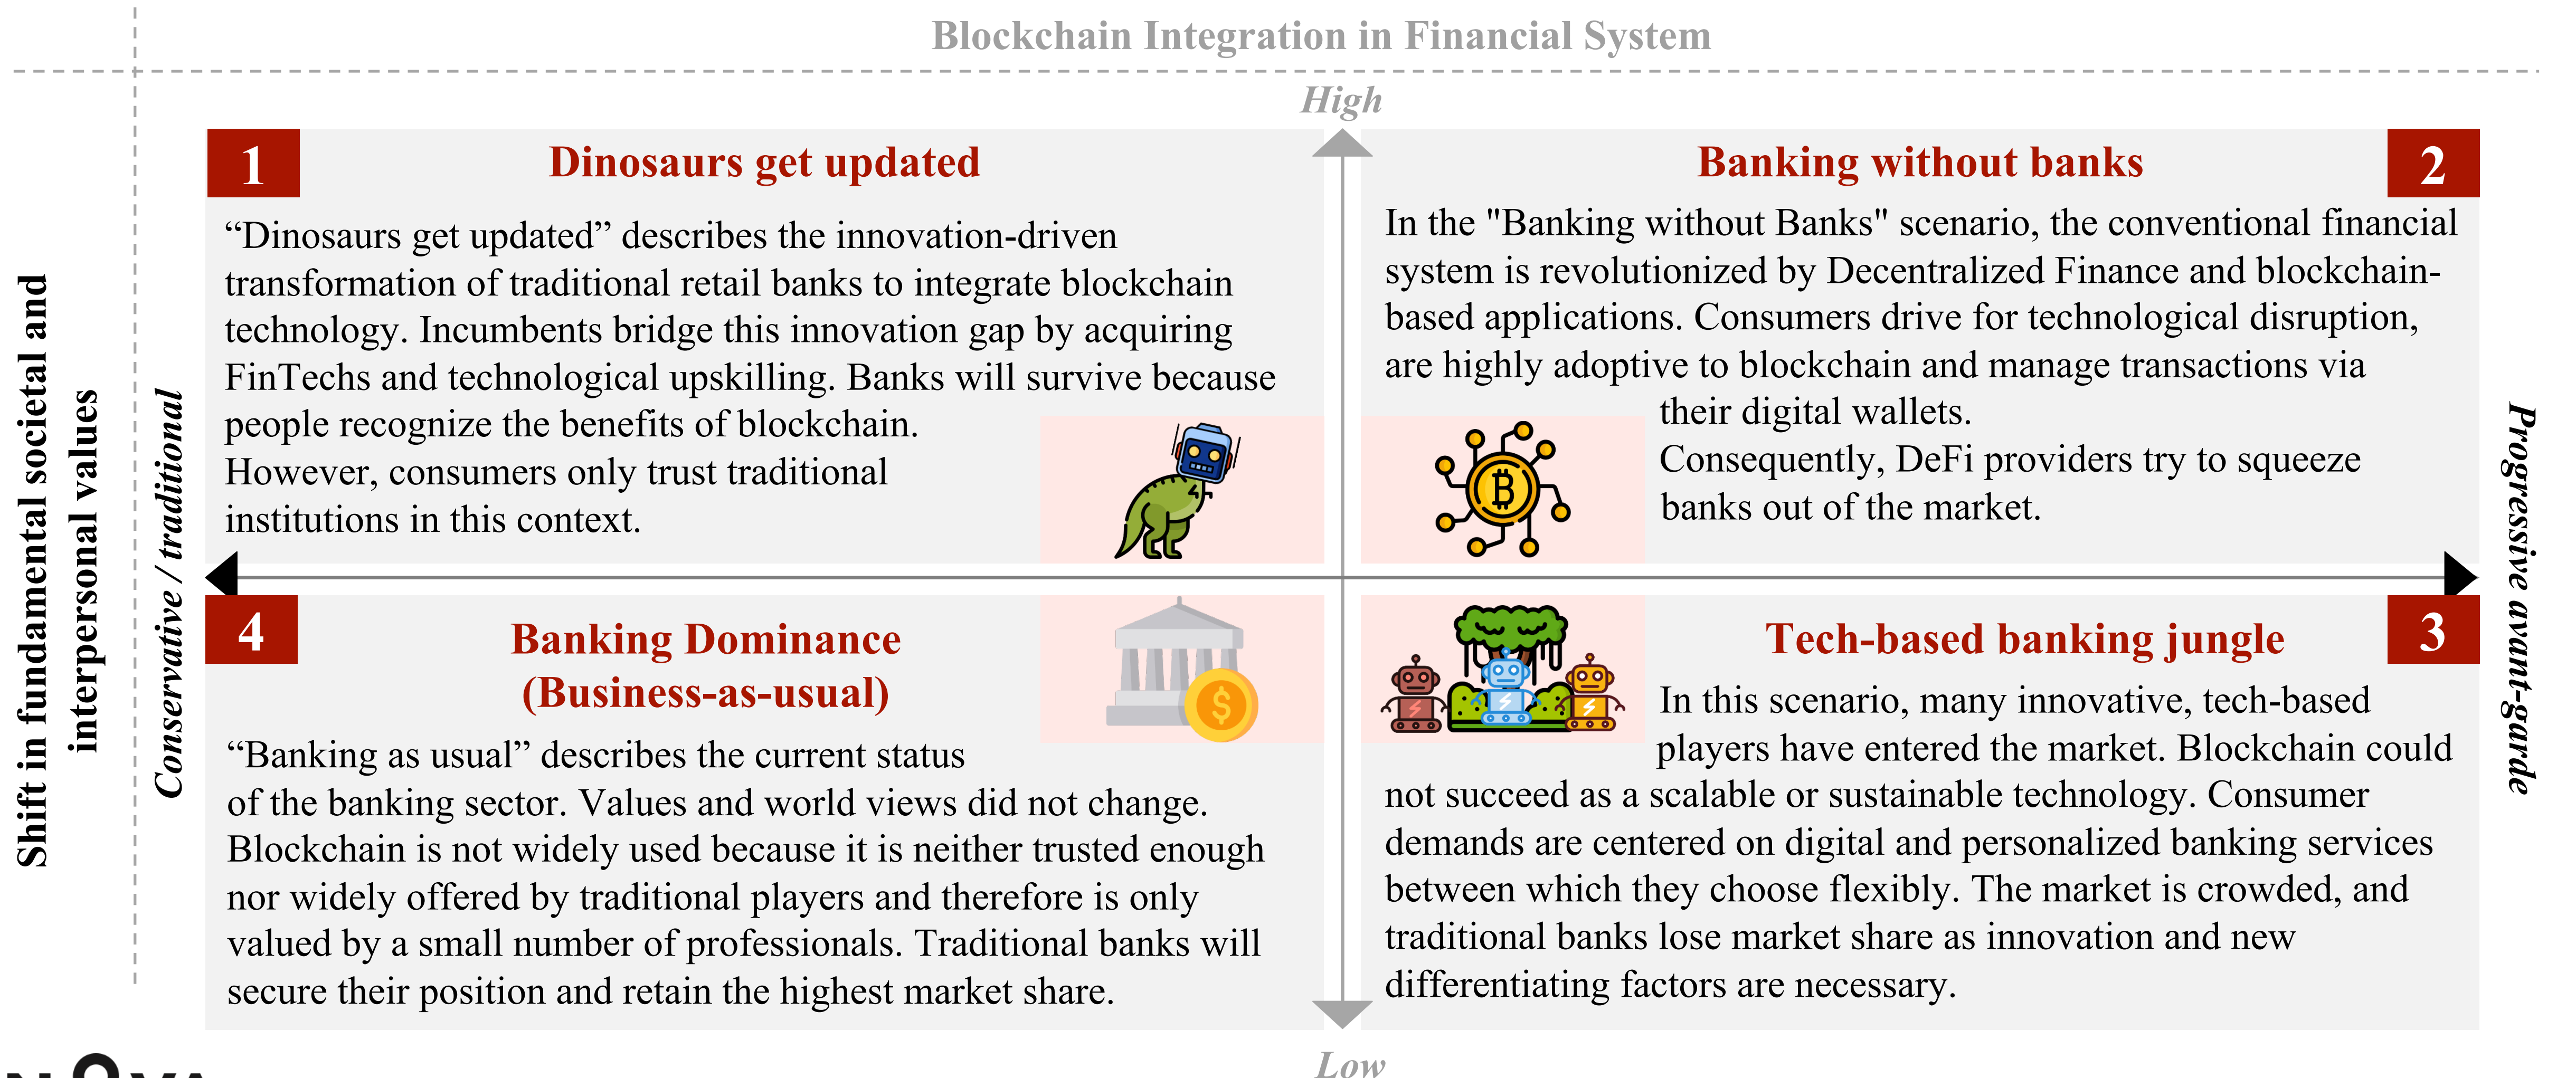 Blockchain Integration in Financial System
High
Shift in fundamental societal and
interpersonal values
Conservative / traditional
1
Dinosaurs get updated
“Dinosaurs get updated” describes the innovation-driven
transformation of traditional retail banks to integrate blockchain
technology. Incumbents bridge this innovation gap by acquiring
FinTechs and technological upskilling. Banks will survive because
people recognize the benefits of blockchain.
However, consumers only trust traditional
institutions in this context.
Banking without banks
2
In the "Banking without Banks" scenario, the conventional financial
system is revolutionized by Decentralized Finance and blockchain-
based applications. Consumers drive for technological disruption,
are highly adoptive to blockchain and manage transactions via
their digital wallets.
Consequently, DeFi providers try to squeeze
banks out of the market.
Progressive avant-garde
4
Banking Dominance
(Business-as-usual)
“Banking as usual” describes the current status
of the banking sector. Values and world views did not change.
Blockchain is not widely used because it is neither trusted enough
nor widely offered by traditional players and therefore is only
valued by a small number of professionals. Traditional banks will
secure their position and retain the highest market share.
Tech-based banking jungle
3
In this scenario, many innovative, tech-based
players have entered the market. Blockchain could
not succeed as a scalable or sustainable technology. Consumer
demands are centered on digital and personalized banking services
between which they choose flexibly. The market is crowded, and
traditional banks lose market share as innovation and new
differentiating factors are necessary.
Low